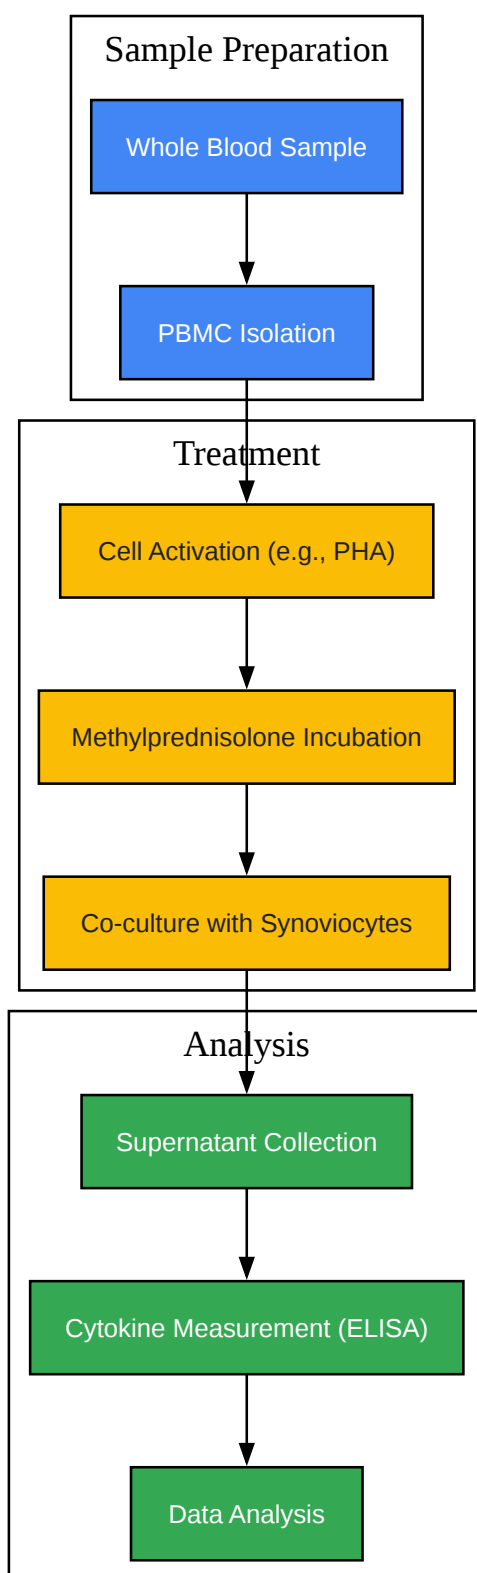 Sample Preparation
Whole Blood Sample
PBMC Isolation
Treatment
Cell Activation (e.g., PHA)
Methylprednisolone Incubation
Co-culture with Synoviocytes
Analysis
Supernatant Collection
Cytokine Measurement (ELISA)
Data Analysis